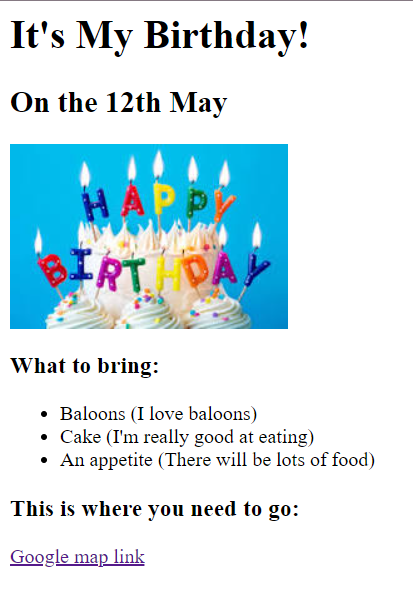 It's My Birthday!
On the 12th May
HAPPY
BIRTHDAY
What to bring:
Baloons (I love baloons)
Cake (I'm really good at eating)
An appetite (There will be lots of food)
This is where you need to go:
Google map link